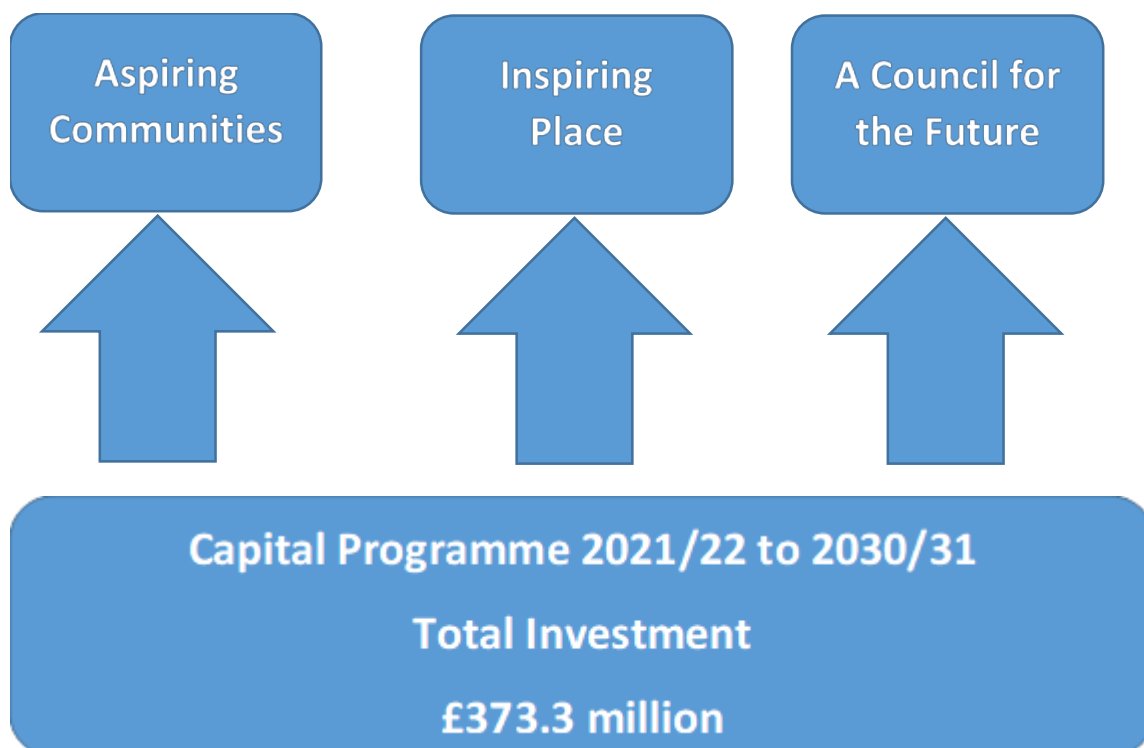 Aspiring
Communities
Inspiring
Place
A Council for
the Future
Capital Programme 2021/22 to 2030/31
Total Investment
£373.3 million